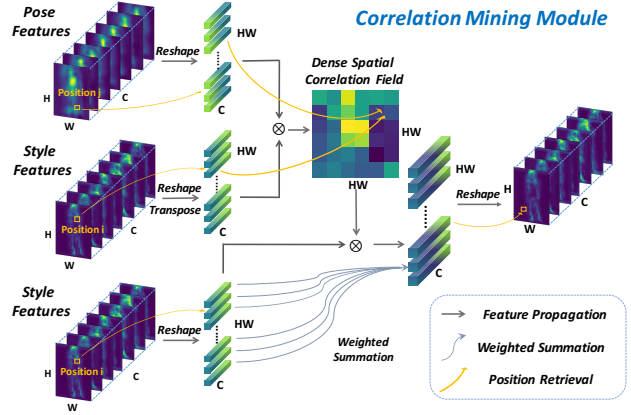 Correlation Mining Module
Pose
Features
H
W
C
Position j
Reshape
HW
C
Dense Spatial
Correlation Field
HW
HW
Style
Features
H
W
C
Position i
Reshape
Transpose
HW
C
Style
Features
H
W
C
Position i
Reshape
HW
C
Weighted
Summation
HW
C
Reshape
H
W
C
Feature Propagation
Weighted Summation
Position Retrieval